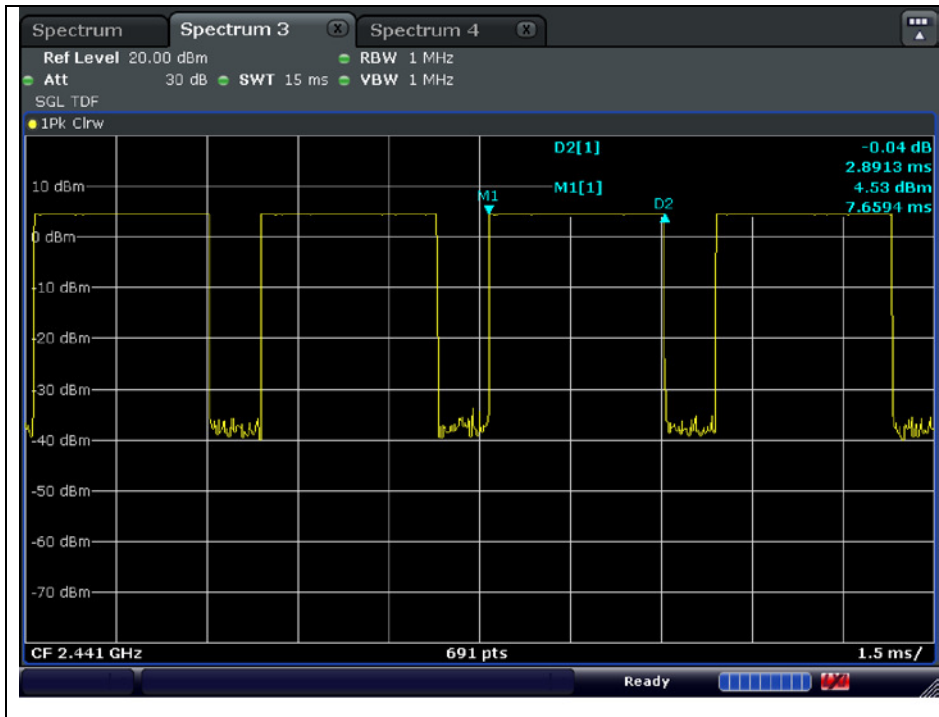 Spectrum Spectrum 3 X Spectrum 4 X
Ref Level 20.00 dBm RBW 1 MHz
Att 30 dB SWT 15 ms VBW 1 MHz
SGL TDF
1Pk Clrw
D2[1] -0.04 dB
2.8913 ms
10 dBm M1[1] 4.53 dBm
M1 D2 7.6594 ms
0 dBm
-10 dBm
-20 dBm
-30 dBm
-40 dBm
-50 dBm
-60 dBm
-70 dBm
CF 2.441 GHz 691 pts 1.5 ms/
Ready